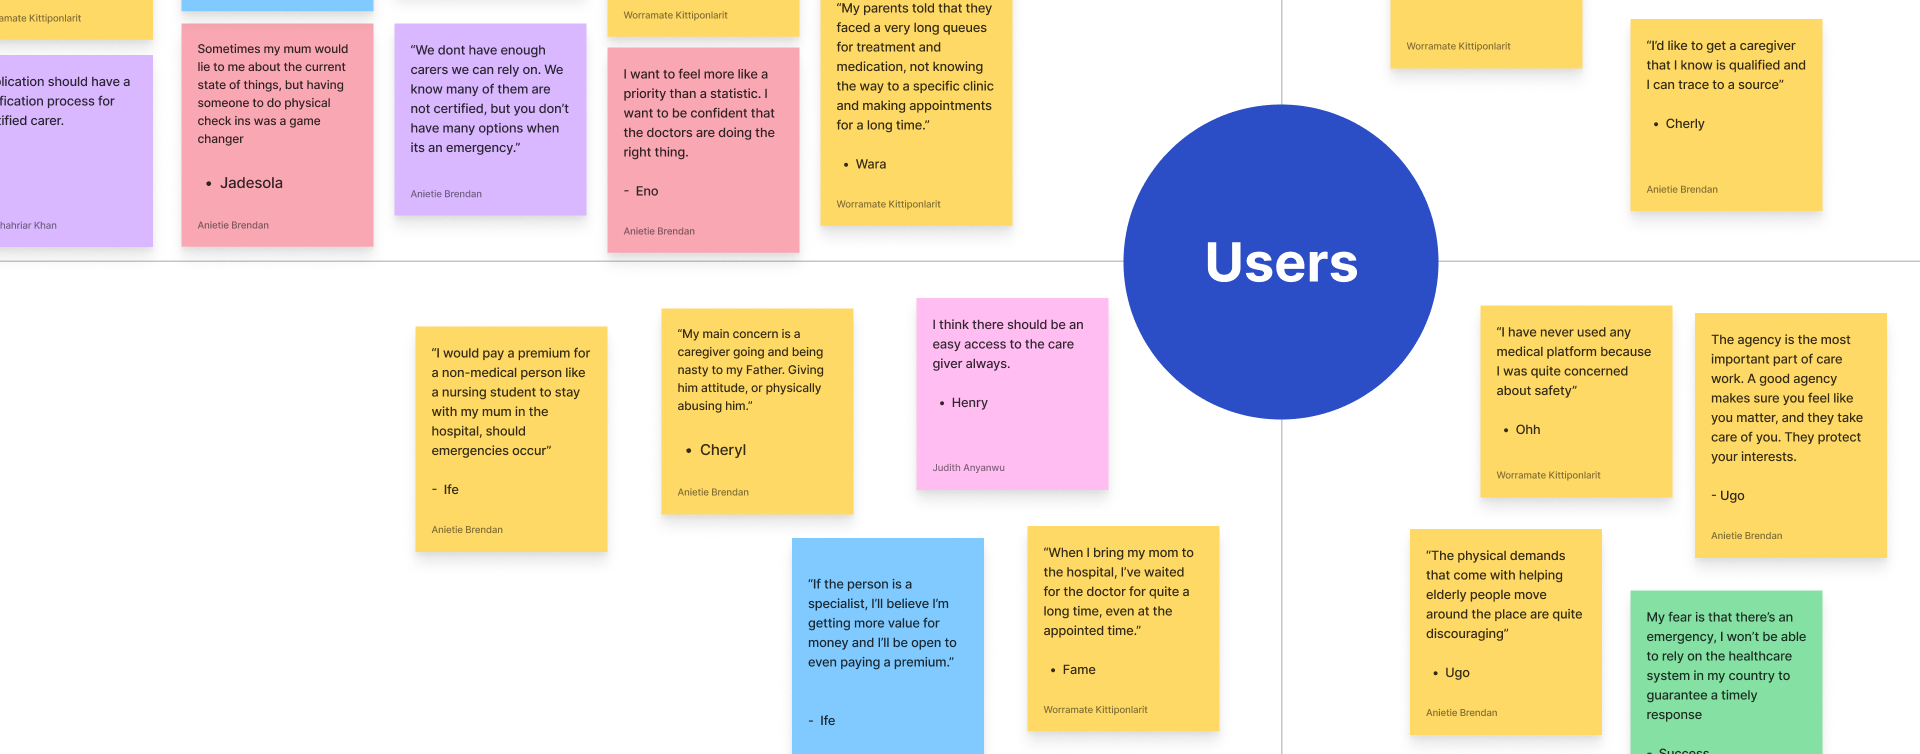 amate Kittiponlarit
lication should have a
fication process for
ified carer.
hahriar Khan
Sometimes my mum would
lie to me about the current
state of things, but having
someone to do physical
check ins was a game
changer
• Jadesola
Anietie Brendan
“We dont have enough
carers we can rely on. We
know many of them are
not certified, but you don’t
have many options when
its an emergency.”
Anietie Brendan
Worramate Kittiponlarit
I want to feel more like a
priority than a statistic. I
want to be confident that
the doctors are doing the
right thing.
- Eno
Anietie Brendan
“My parents told that they
faced a very long queues
for treatment and
medication, not knowing
the way to a specific clinic
and making appointments
for a long time.”
• Wara
Worramate Kittiponlarit
Worramate Kittiponlarit
“I’d like to get a caregiver
that I know is qualified and
I can trace to a source”
• Cherly
Anietie Brendan
Users
“I would pay a premium for
a non-medical person like
a nursing student to stay
with my mum in the
hospital, should
emergencies occur”
- Ife
Anietie Brendan
“My main concern is a
caregiver going and being
nasty to my Father. Giving
him attitude, or physically
abusing him.”
• Cheryl
Anietie Brendan
I think there should be an
easy access to the care
giver always.
• Henry
Judith Anyanwu
“If the person is a
specialist, I’ll believe I’m
getting more value for
money and I’ll be open to
even paying a premium.”
- Ife
“When I bring my mom to
the hospital, I’ve waited
for the doctor for quite a
long time, even at the
appointed time.”
• Fame
Worramate Kittiponlarit
“I have never used any
medical platform because
I was quite concerned
about safety”
• Ohh
Worramate Kittiponlarit
The agency is the most
important part of care
work. A good agency
makes sure you feel like
you matter, and they take
care of you. They protect
your interests.
- Ugo
Anietie Brendan
“The physical demands
that come with helping
elderly people move
around the place are quite
discouraging”
• Ugo
Anietie Brendan
My fear is that there’s an
emergency, I won’t be able
to rely on the healthcare
system in my country to
guarantee a timely
response
- Success